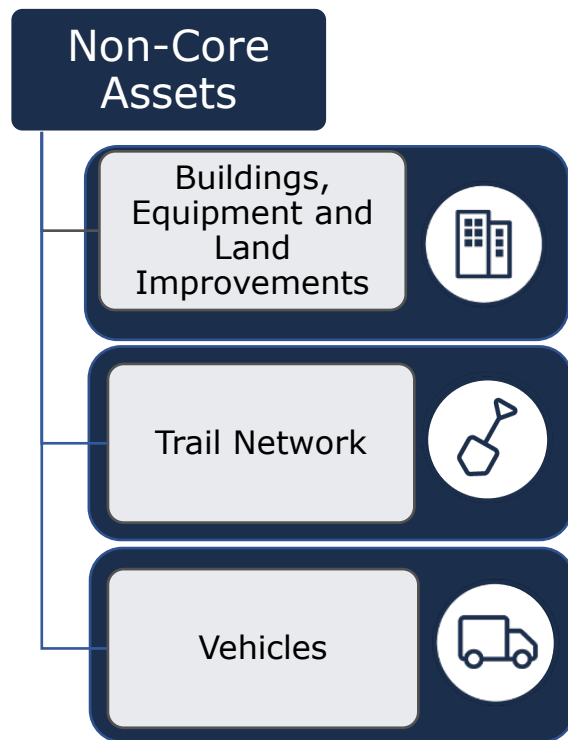 Non-Core
Assets
Buildings,
Equipment and
Land
Improvements
Trail Network
Vehicles